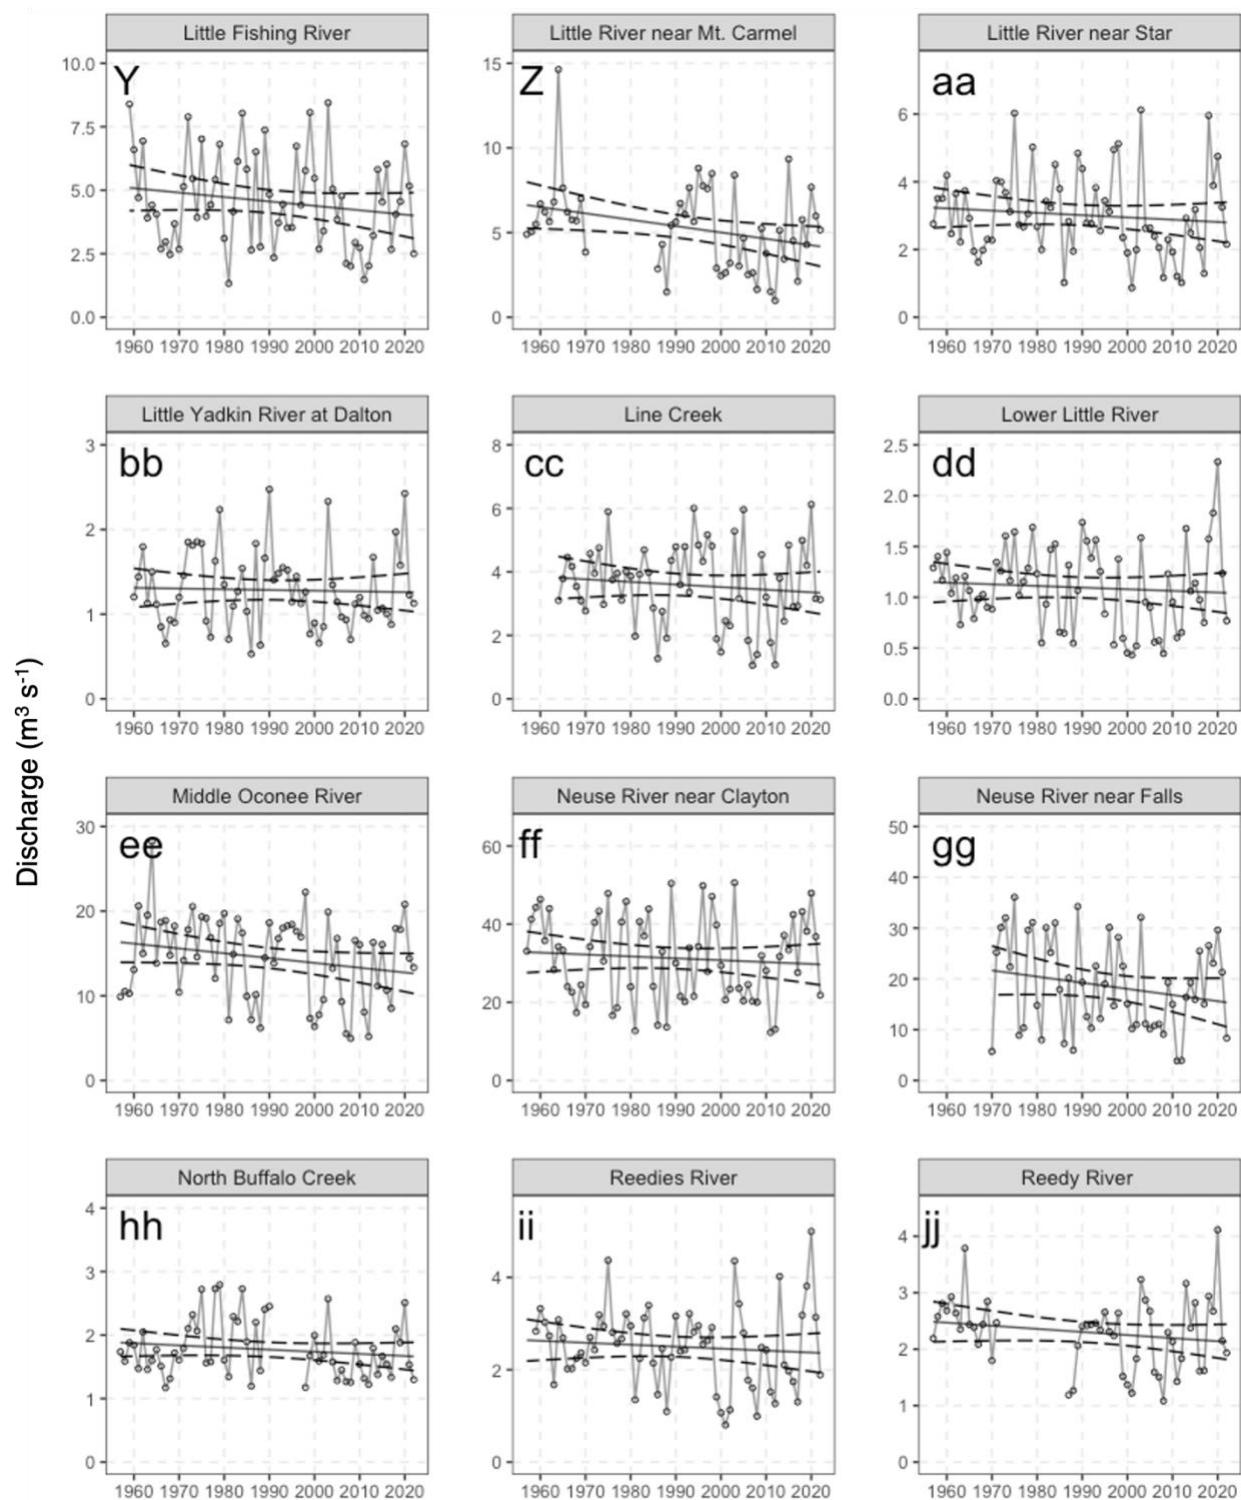 Discharge (m³ s⁻¹)
Little Fishing River
Little River near Mt. Carmel
Little River near Star
Y
10.0
7.5
5.0
2.5
0.0
1960 1970 1980 1990 2000 2010 2020
Z
15
10
5
0
1960 1970 1980 1990 2000 2010 2020
aa
6
4
2
0
1960 1970 1980 1990 2000 2010 2020
Little Yadkin River at Dalton
Line Creek
Lower Little River
bb
3
2
1
0
1960 1970 1980 1990 2000 2010 2020
cc
8
6
4
2
0
1960 1970 1980 1990 2000 2010 2020
dd
2.5
2.0
1.5
1.0
0.5
0.0
1960 1970 1980 1990 2000 2010 2020
Middle Oconee River
Neuse River near Clayton
Neuse River near Falls
ee
30
20
10
0
1960 1970 1980 1990 2000 2010 2020
ff
60
40
20
0
1960 1970 1980 1990 2000 2010 2020
gg
50
40
30
20
10
0
1960 1970 1980 1990 2000 2010 2020
North Buffalo Creek
Reedies River
Reedy River
hh
4
3
2
1
0
1960 1970 1980 1990 2000 2010 2020
ii
4
2
0
1960 1970 1980 1990 2000 2010 2020
jj
4
3
2
1
0
1960 1970 1980 1990 2000 2010 2020